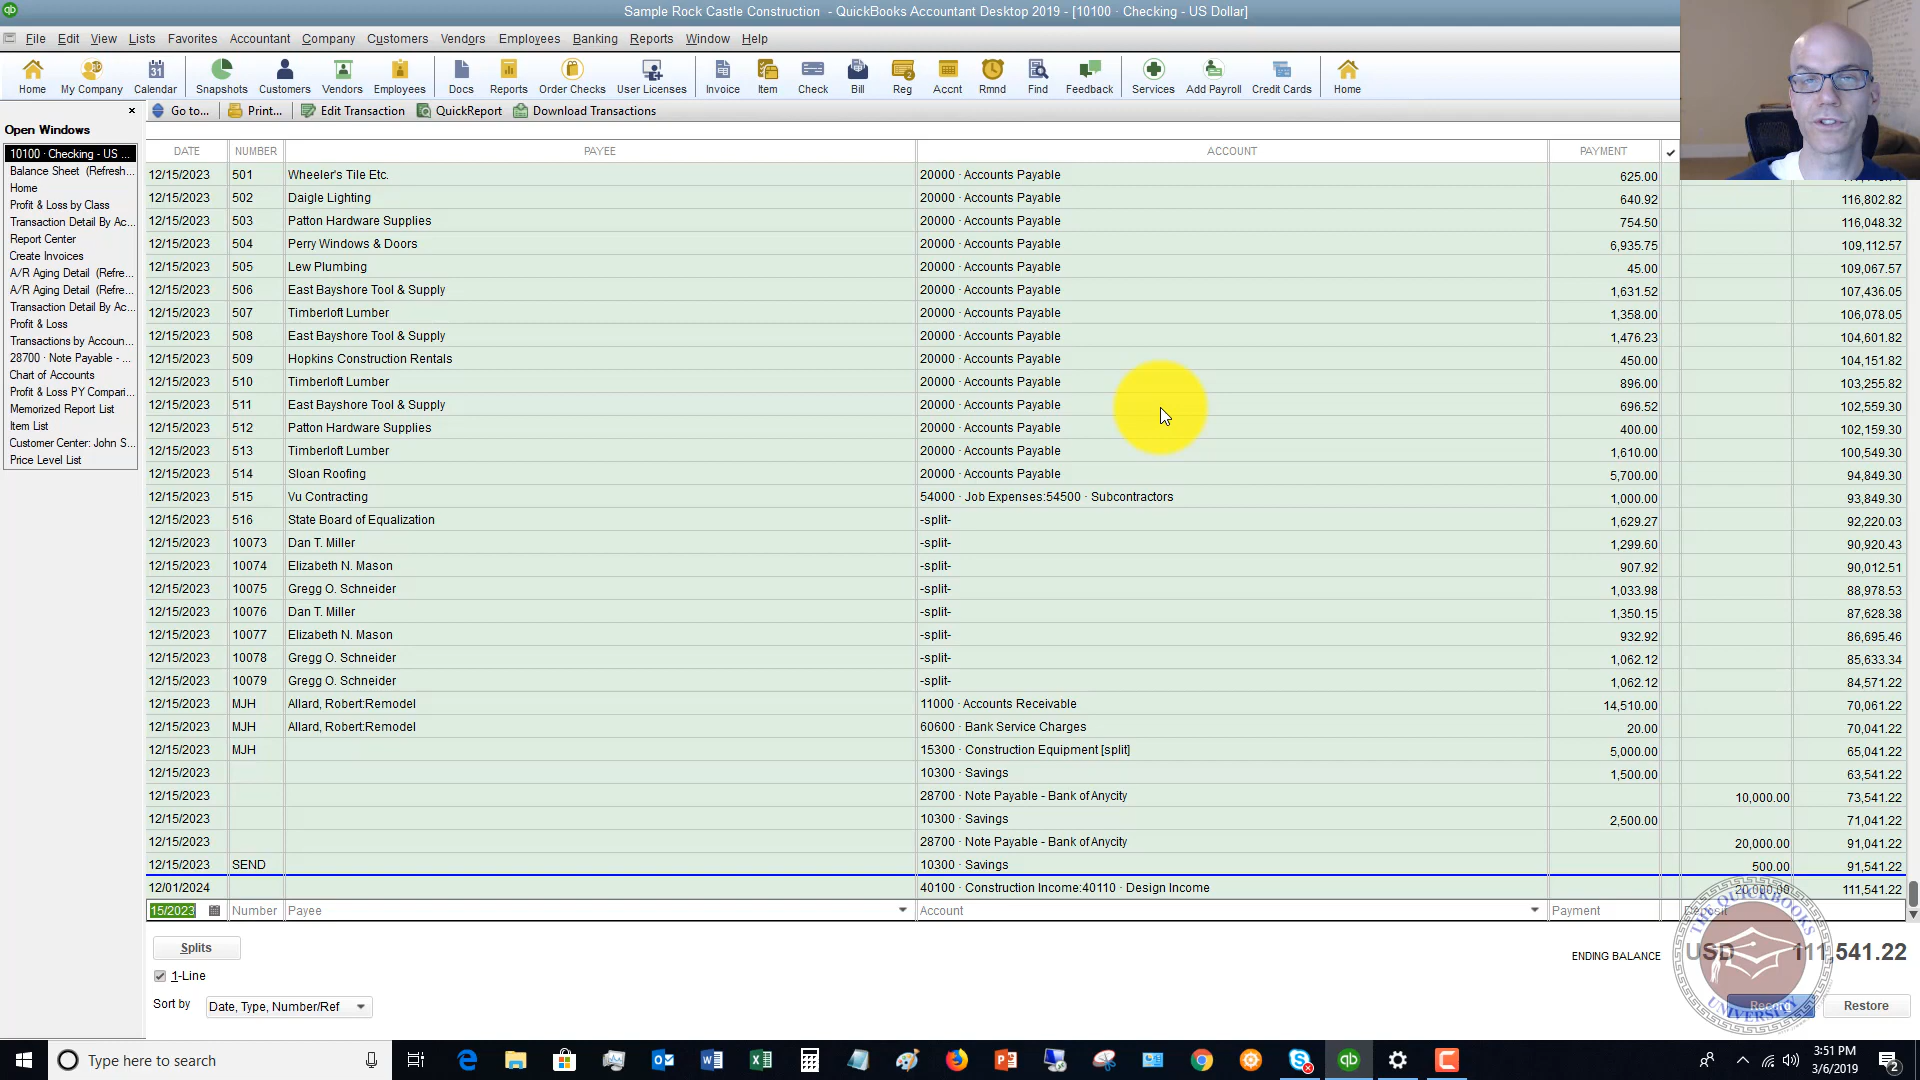 Sample Rock Castle Construction - QuickBooks Accountant Desktop 2019 - [10100 · Checking - US Dollar]
File Edit View Lists Favorites Accountant Company Customers Vendors Employees Banking Reports Window Help
Home My Company Calendar Snapshots Customers Vendors Employees Docs Reports Order Checks User Licenses Invoice Item Check Bill Reg Accnt Rmnd Find Feedback Services Add Payroll Credit Cards Home
Go to... Print... Edit Transaction QuickReport Download Transactions
Open Windows
10100 · Checking - US ...
Balance Sheet (Refresh...
Home
Profit & Loss by Class
Transaction Detail By Ac...
Report Center
Create Invoices
A/R Aging Detail (Refre...
A/R Aging Detail (Refre...
Transaction Detail By Ac...
Profit & Loss
Transactions by Accoun...
28700 · Note Payable - ...
Chart of Accounts
Profit & Loss PY Compari...
Memorized Report List
Item List
Customer Center: John S...
Price Level List
DATE NUMBER PAYEE ACCOUNT PAYMENT
12/15/2023 501 Wheeler's Tile Etc. 20000 · Accounts Payable 625.00
12/15/2023 502 Daigle Lighting 20000 · Accounts Payable 640.92 116,802.82
12/15/2023 503 Patton Hardware Supplies 20000 · Accounts Payable 754.50 116,048.32
12/15/2023 504 Perry Windows & Doors 20000 · Accounts Payable 6,935.75 109,112.57
12/15/2023 505 Lew Plumbing 20000 · Accounts Payable 45.00 109,067.57
12/15/2023 506 East Bayshore Tool & Supply 20000 · Accounts Payable 1,631.52 107,436.05
12/15/2023 507 Timberloft Lumber 20000 · Accounts Payable 1,358.00 106,078.05
12/15/2023 508 East Bayshore Tool & Supply 20000 · Accounts Payable 1,476.23 104,601.82
12/15/2023 509 Hopkins Construction Rentals 20000 · Accounts Payable 450.00 104,151.82
12/15/2023 510 Timberloft Lumber 20000 · Accounts Payable 896.00 103,255.82
12/15/2023 511 East Bayshore Tool & Supply 20000 · Accounts Payable 696.52 102,559.30
12/15/2023 512 Patton Hardware Supplies 20000 · Accounts Payable 400.00 102,159.30
12/15/2023 513 Timberloft Lumber 20000 · Accounts Payable 1,610.00 100,549.30
12/15/2023 514 Sloan Roofing 20000 · Accounts Payable 5,700.00 94,849.30
12/15/2023 515 Vu Contracting 54000 · Job Expenses:54500 · Subcontractors 1,000.00 93,849.30
12/15/2023 516 State Board of Equalization -split- 1,629.27 92,220.03
12/15/2023 10073 Dan T. Miller -split- 1,299.60 90,920.43
12/15/2023 10074 Elizabeth N. Mason -split- 907.92 90,012.51
12/15/2023 10075 Gregg O. Schneider -split- 1,033.98 88,978.53
12/15/2023 10076 Dan T. Miller -split- 1,350.15 87,628.38
12/15/2023 10077 Elizabeth N. Mason -split- 932.92 86,695.46
12/15/2023 10078 Gregg O. Schneider -split- 1,062.12 85,633.34
12/15/2023 10079 Gregg O. Schneider -split- 1,062.12 84,571.22
12/15/2023 MJH Allard, Robert:Remodel 11000 · Accounts Receivable 14,510.00 70,061.22
12/15/2023 MJH Allard, Robert:Remodel 60600 · Bank Service Charges 20.00 70,041.22
12/15/2023 MJH 15300 · Construction Equipment [split] 5,000.00 65,041.22
12/15/2023 10300 · Savings 1,500.00 63,541.22
12/15/2023 28700 · Note Payable - Bank of Anycity 10,000.00 73,541.22
12/15/2023 10300 · Savings 2,500.00 71,041.22
12/15/2023 28700 · Note Payable - Bank of Anycity 20,000.00 91,041.22
12/15/2023 SEND 10300 · Savings 500.00 91,541.22
12/01/2024 40100 · Construction Income:40110 · Design Income 20,000.00 111,541.22
15/2023 Number Payee Account Payment Deposit
Splits
1-Line
Sort by Date, Type, Number/Ref
ENDING BALANCE USD 111,541.22
Record Restore
THE QUICKBOOKS UNIVERSITY
Type here to search
3:51 PM
3/6/2019
2